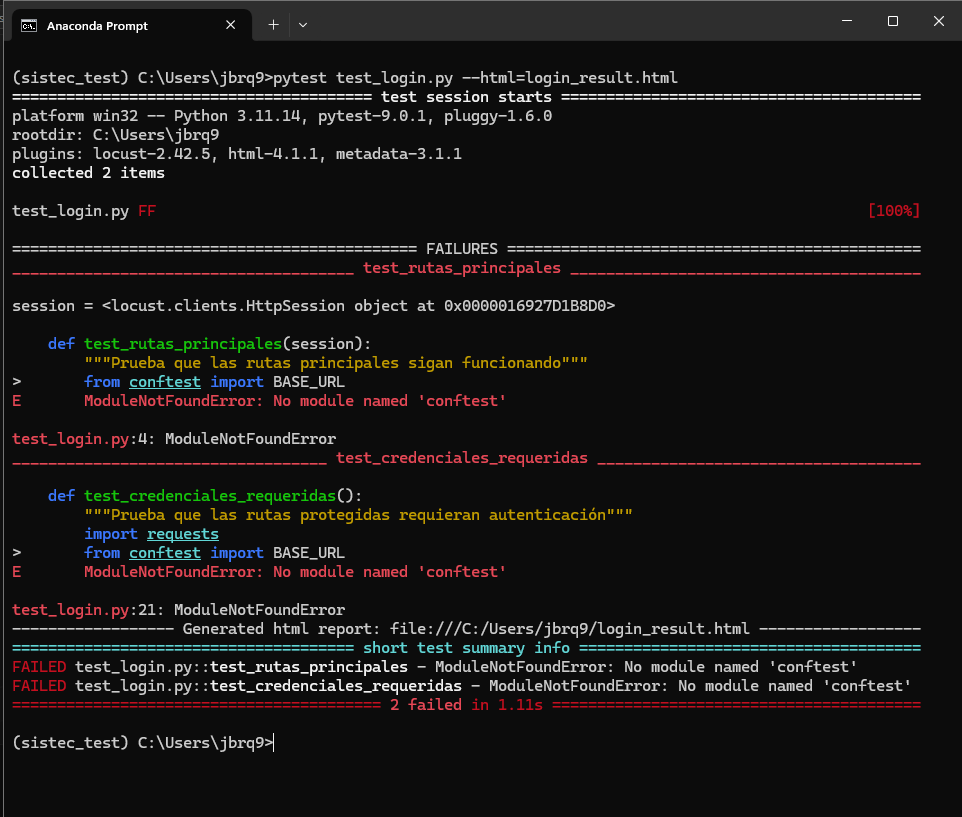 Anaconda Prompt
(sistec_test) C:\Users\jbrq9>pytest test_login.py --html=login_result.html
======================================== test session starts ========================================
platform win32 -- Python 3.11.14, pytest-9.0.1, pluggy-1.6.0
rootdir: C:\Users\jbrq9
plugins: locust-2.42.5, html-4.1.1, metadata-3.1.1
collected 2 items
test_login.py FF [100%]
============================================= FAILURES ==============================================
______________________________________ test_rutas_principales _______________________________________
session = <locust.clients.HttpSession object at 0x0000016927D1B8D0>
    def test_rutas_principales(session):
        """Prueba que las rutas principales sigan funcionando"""
>       from conftest import BASE_URL
E       ModuleNotFoundError: No module named 'conftest'
test_login.py:4: ModuleNotFoundError
___________________________________ test_credenciales_requeridas ____________________________________
    def test_credenciales_requeridas():
        """Prueba que las rutas protegidas requieran autenticación"""
        import requests
>       from conftest import BASE_URL
E       ModuleNotFoundError: No module named 'conftest'
test_login.py:21: ModuleNotFoundError
------------------ Generated html report: file:///C:/Users/jbrq9/login_result.html ------------------
====================================== short test summary info ======================================
FAILED test_login.py::test_rutas_principales - ModuleNotFoundError: No module named 'conftest'
FAILED test_login.py::test_credenciales_requeridas - ModuleNotFoundError: No module named 'conftest'
========================================= 2 failed in 1.11s =========================================
(sistec_test) C:\Users\jbrq9>